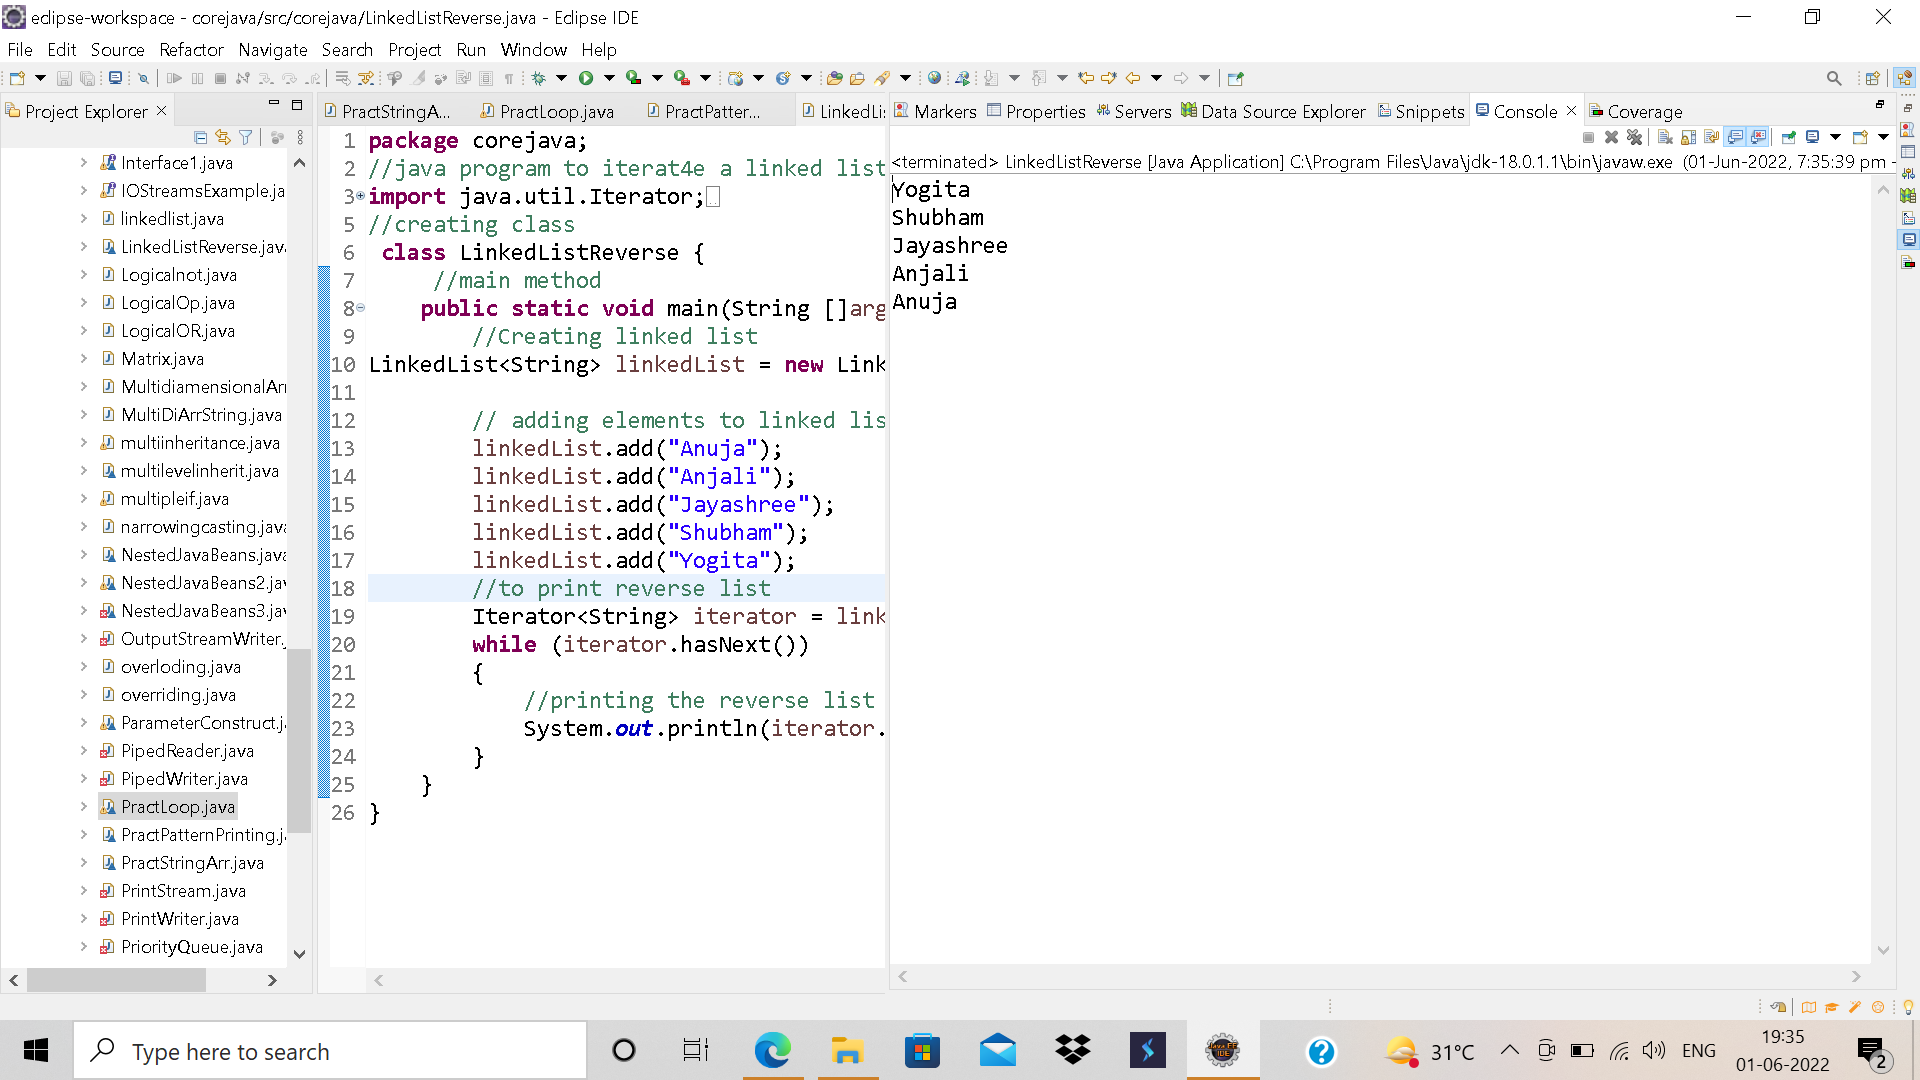 eclipse-workspace - corejava/src/corejava/LinkedListReverse.java - Eclipse IDE
File Edit Source Refactor Navigate Search Project Run Window Help
Project Explorer
Interface1.java
IOStreamsExample.ja
linkedlist.java
LinkedListReverse.jav
Logicalnot.java
LogicalOp.java
LogicalOR.java
Matrix.java
MultidiamensionalArr
MultiDiArrString.java
multiinheritance.java
multilevelinherit.java
multipleif.java
narrowingcasting.java
NestedJavaBeans.java
NestedJavaBeans2.jav
NestedJavaBeans3.jav
OutputStreamWriter.
overloding.java
overriding.java
ParameterConstruct.j
PipedReader.java
PipedWriter.java
PractLoop.java
PractPatternPrinting.j
PractStringArr.java
PrintStream.java
PrintWriter.java
PriorityQueue.java
PractStringA... PractLoop.java PractPatter... LinkedLi
1 package corejava;
2 //java program to iterat4e a linked list
3 import java.util.Iterator;
5 //creating class
6 class LinkedListReverse {
7 //main method
8 public static void main(String []arg
9 //Creating linked list
10 LinkedList<String> linkedList = new Link
11
12 // adding elements to linked lis
13 linkedList.add("Anuja");
14 linkedList.add("Anjali");
15 linkedList.add("Jayashree");
16 linkedList.add("Shubham");
17 linkedList.add("Yogita");
18 //to print reverse list
19 Iterator<String> iterator = link
20 while (iterator.hasNext())
21 {
22 //printing the reverse list
23 System.out.println(iterator.
24 }
25 }
26 }
Markers Properties Servers Data Source Explorer Snippets Console Coverage
<terminated> LinkedListReverse [Java Application] C:\Program Files\Java\jdk-18.0.1.1\bin\javaw.exe (01-Jun-2022, 7:35:39 pm -
Yogita
Shubham
Jayashree
Anjali
Anuja
Type here to search
31°C
ENG
19:35
01-06-2022
2